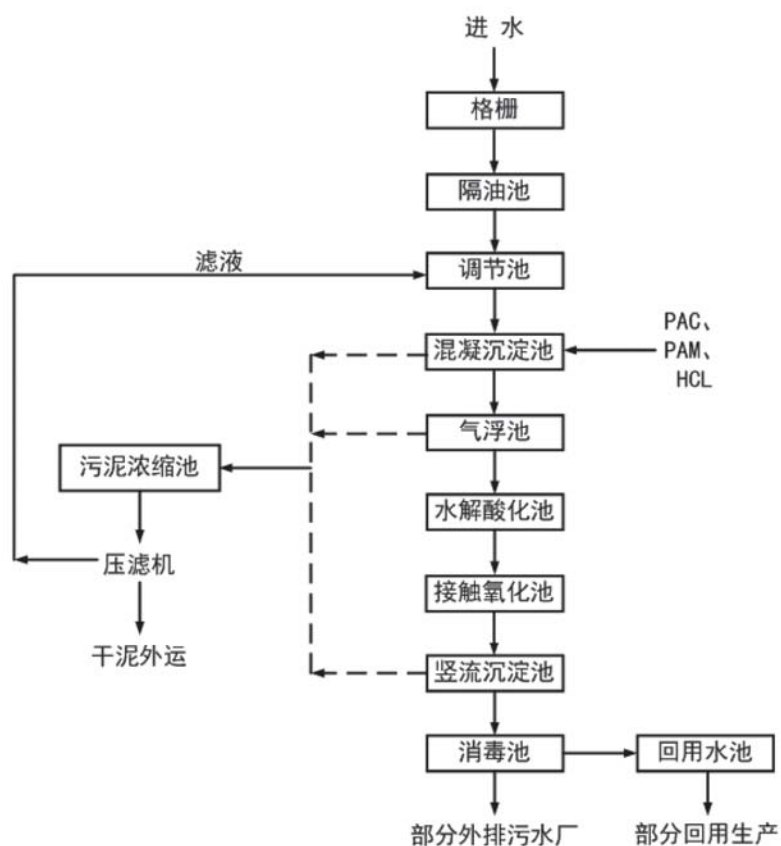 进 水
格栅
隔油池
滤液
调节池
PAC、
PAM、
HCL
混凝沉淀池
气浮池
污泥浓缩池
水解酸化池
压滤机
接触氧化池
干泥外运
竖流沉淀池
消毒池
回用水池
部分外排污水厂
部分回用生产